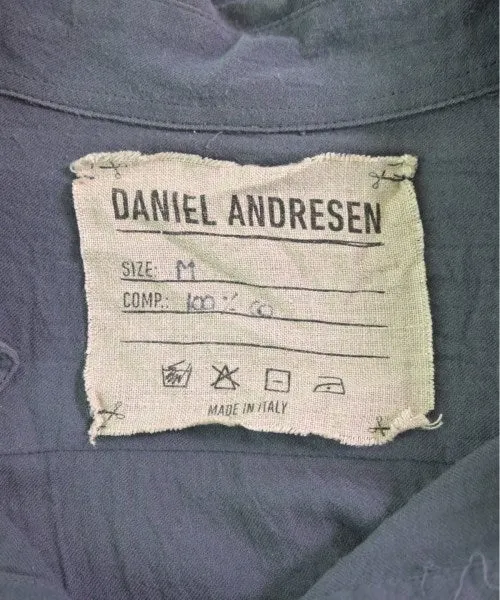 DANIEL ANDRESEN
SIZE: M
COMP.: 100 % CO
MADE IN ITALY